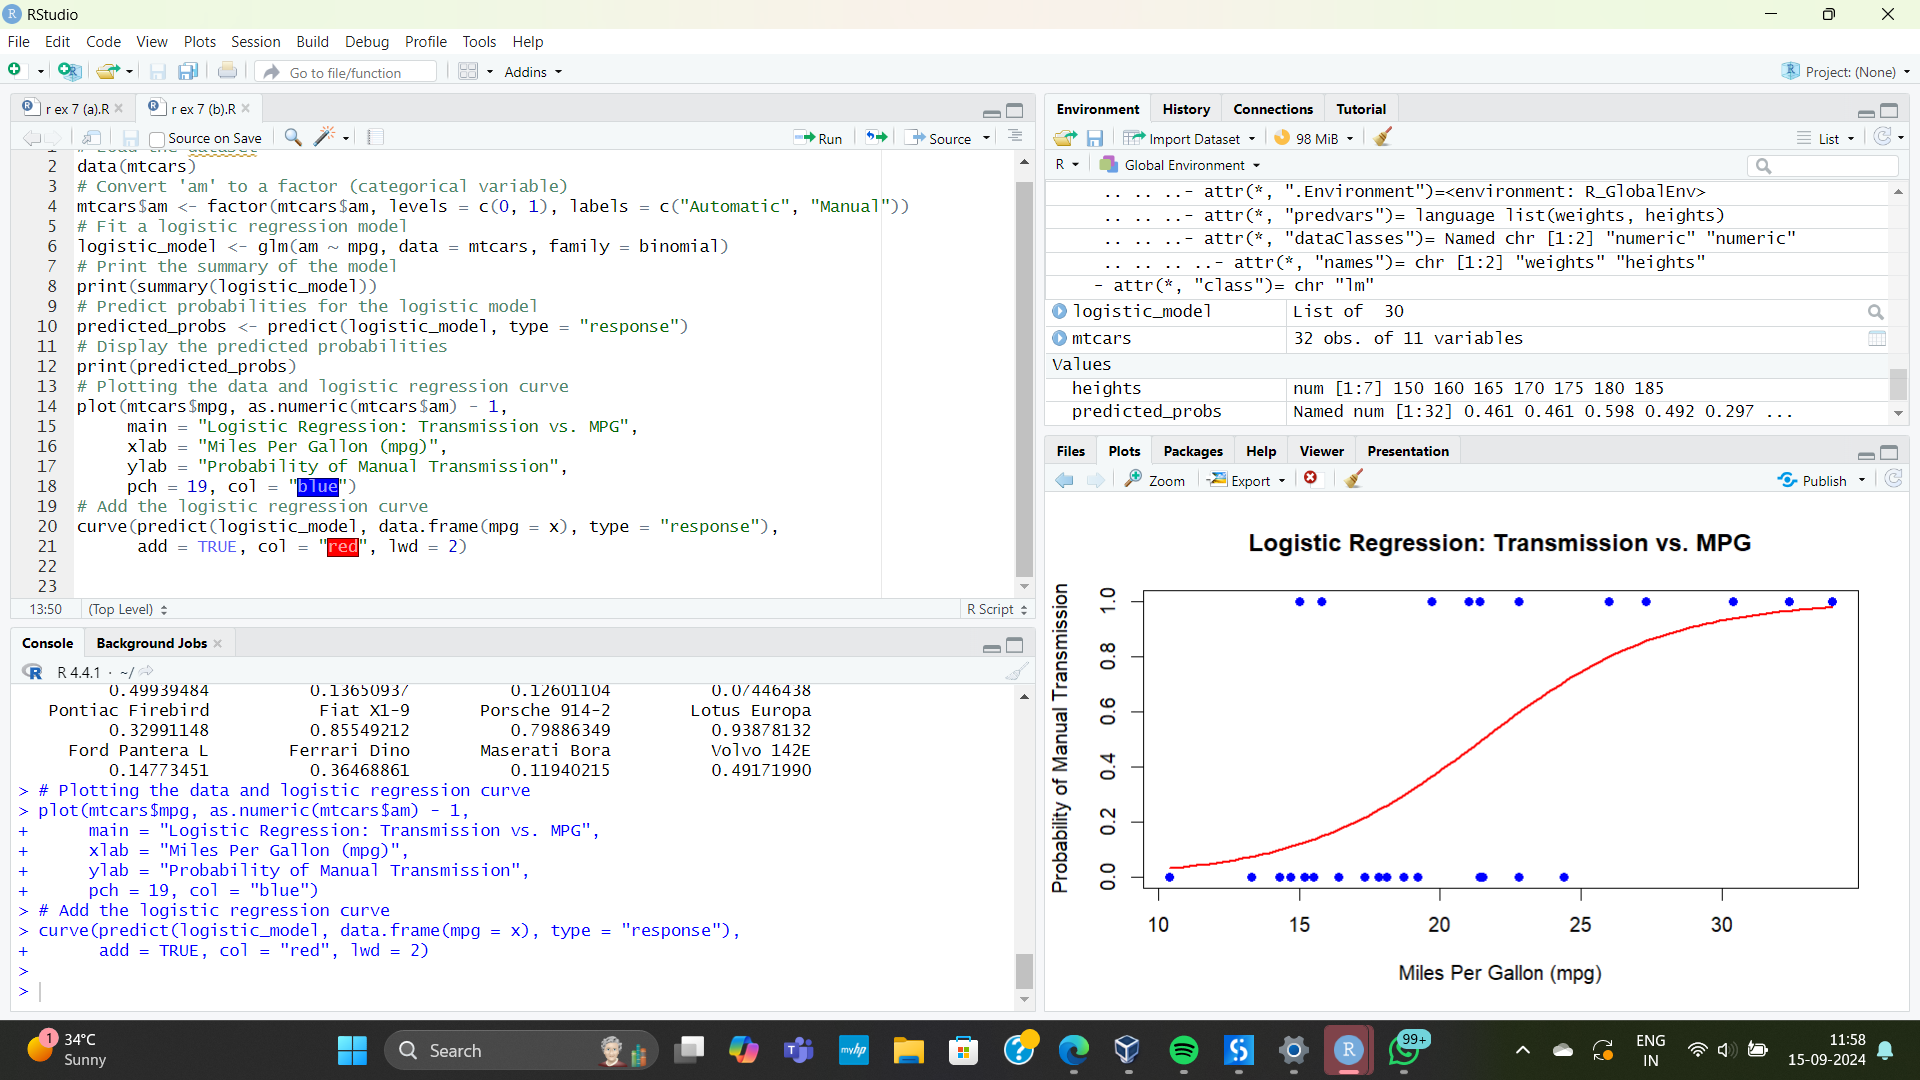 RStudio
File Edit Code View Plots Session Build Debug Profile Tools Help
Go to file/function Addins Project: (None)
r ex 7 (a).R r ex 7 (b).R
Source on Save Run Source
1 # Load the dataset
2 data(mtcars)
3 # Convert 'am' to a factor (categorical variable)
4 mtcars$am <- factor(mtcars$am, levels = c(0, 1), labels = c("Automatic", "Manual"))
5 # Fit a logistic regression model
6 logistic_model <- glm(am ~ mpg, data = mtcars, family = binomial)
7 # Print the summary of the model
8 print(summary(logistic_model))
9 # Predict probabilities for the logistic model
10 predicted_probs <- predict(logistic_model, type = "response")
11 # Display the predicted probabilities
12 print(predicted_probs)
13 # Plotting the data and logistic regression curve
14 plot(mtcars$mpg, as.numeric(mtcars$am) - 1,
15 main = "Logistic Regression: Transmission vs. MPG",
16 xlab = "Miles Per Gallon (mpg)",
17 ylab = "Probability of Manual Transmission",
18 pch = 19, col = "blue")
19 # Add the logistic regression curve
20 curve(predict(logistic_model, data.frame(mpg = x), type = "response"),
21 add = TRUE, col = "red", lwd = 2)
22
23
13:50 (Top Level) R Script
Console Background Jobs
R 4.4.1 · ~/
0.49939484 0.13650937 0.12601104 0.07446438
Pontiac Firebird Fiat X1-9 Porsche 914-2 Lotus Europa
0.32991148 0.85549212 0.79886349 0.93878132
Ford Pantera L Ferrari Dino Maserati Bora Volvo 142E
0.14773451 0.36468861 0.11940215 0.49171990
> # Plotting the data and logistic regression curve
> plot(mtcars$mpg, as.numeric(mtcars$am) - 1,
+ main = "Logistic Regression: Transmission vs. MPG",
+ xlab = "Miles Per Gallon (mpg)",
+ ylab = "Probability of Manual Transmission",
+ pch = 19, col = "blue")
> # Add the logistic regression curve
> curve(predict(logistic_model, data.frame(mpg = x), type = "response"),
+ add = TRUE, col = "red", lwd = 2)
>
>
Environment History Connections Tutorial
Import Dataset 98 MiB List
R Global Environment
.. .. ..- attr(*, ".Environment")=<environment: R_GlobalEnv>
.. .. ..- attr(*, "predvars")= language list(weights, heights)
.. .. ..- attr(*, "dataClasses")= Named chr [1:2] "numeric" "numeric"
.. .. .. ..- attr(*, "names")= chr [1:2] "weights" "heights"
- attr(*, "class")= chr "lm"
logistic_model List of 30
mtcars 32 obs. of 11 variables
Values
heights num [1:7] 150 160 165 170 175 180 185
predicted_probs Named num [1:32] 0.461 0.461 0.598 0.492 0.297 ...
Files Plots Packages Help Viewer Presentation
Zoom Export Publish
Logistic Regression: Transmission vs. MPG
Probability of Manual Transmission
1.0
0.8
0.6
0.4
0.2
0.0
10 15 20 25 30
Miles Per Gallon (mpg)
1 34°C
Sunny
Search
myhp
99+
ENG
IN
11:58
15-09-2024